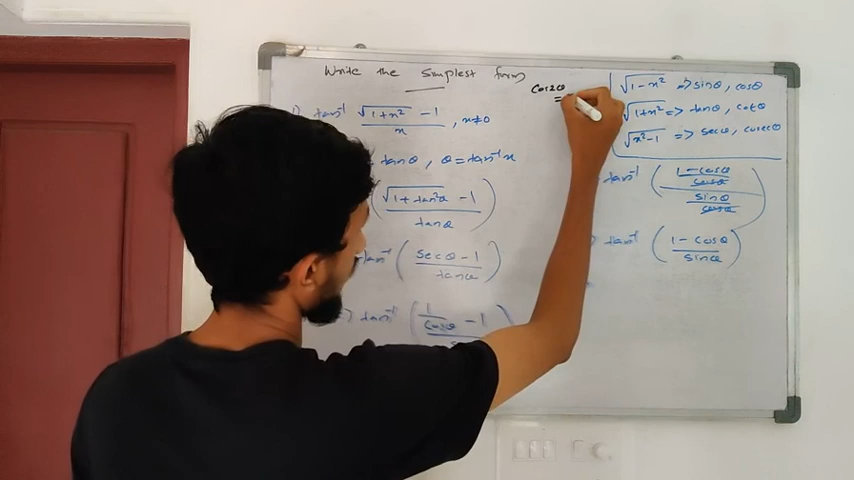 Write the Simplest form
1) tan⁻¹ √(1+x²) -1 / x , x≠0
= tanθ , θ = tan⁻¹x
(√(1+tan²θ) -1 / tanθ)
tan⁻¹ (secθ -1 / tanθ)
=> tan⁻¹ (1/cosθ -1
cos2θ
=
√(1-x²) => sinθ, cosθ
√(1+x²) => tanθ, cotθ
√(x²-1) => secθ, cosecθ
tan⁻¹ (1-cosθ / cosθ / sinθ / cosθ)
tan⁻¹ (1-cosθ / sinθ)